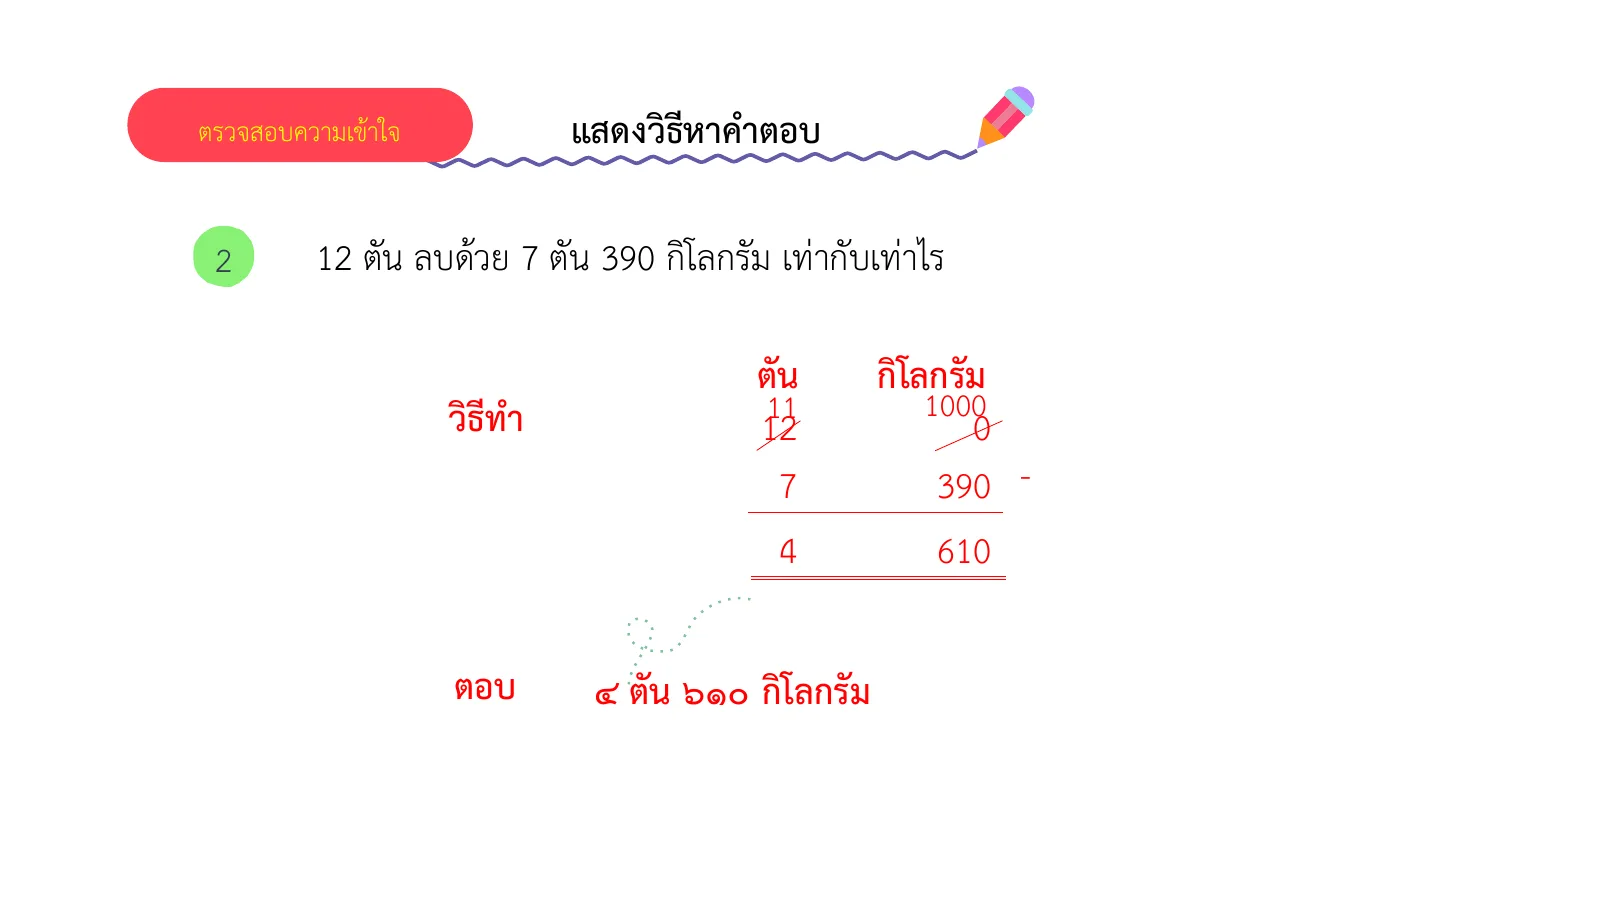 ตรวจสอบความเข้าใจ
แสดงวิธีหาคำตอบ
2 12 ตัน ลบด้วย 7 ตัน 390 กิโลกรัม เท่ากับเท่าไร
ตัน กิโลกรัม
11 1000
วิธีทำ 12 0
7 390 -
4 610
ตอบ ๔ ตัน ๖๑๐ กิโลกรัม